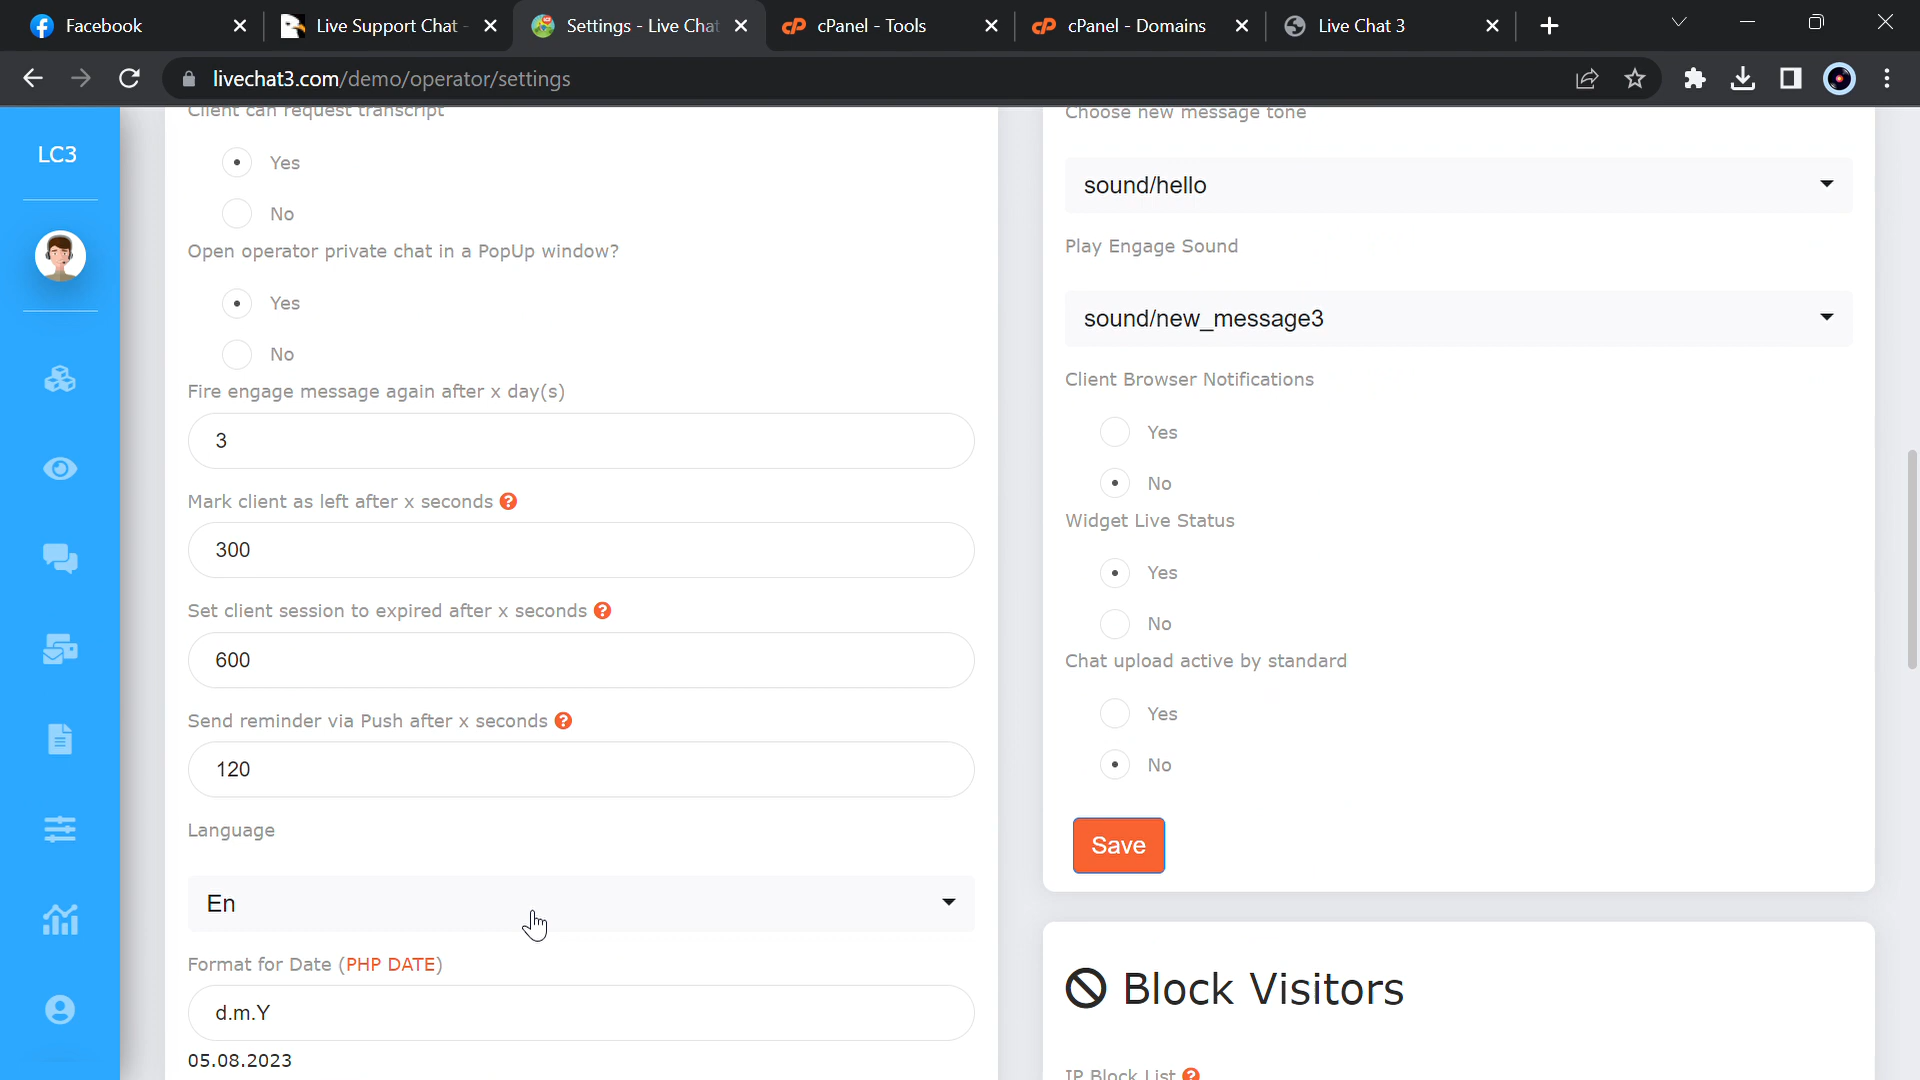 Facebook
Live Support Chat -
Settings - Live Chat
cPanel - Tools
cPanel - Domains
Live Chat 3
livechat3.com/demo/operator/settings
LC3
Client can request transcript
Yes
No
Open operator private chat in a PopUp window?
Yes
No
Fire engage message again after x day(s)
3
Mark client as left after x seconds ?
300
Set client session to expired after x seconds ?
600
Send reminder via Push after x seconds ?
120
Language
En
Format for Date (PHP DATE)
d.m.Y
05.08.2023
Choose new message tone
sound/hello
Play Engage Sound
sound/new_message3
Client Browser Notifications
Yes
No
Widget Live Status
Yes
No
Chat upload active by standard
Yes
No
Save
Block Visitors
IP Block List ?